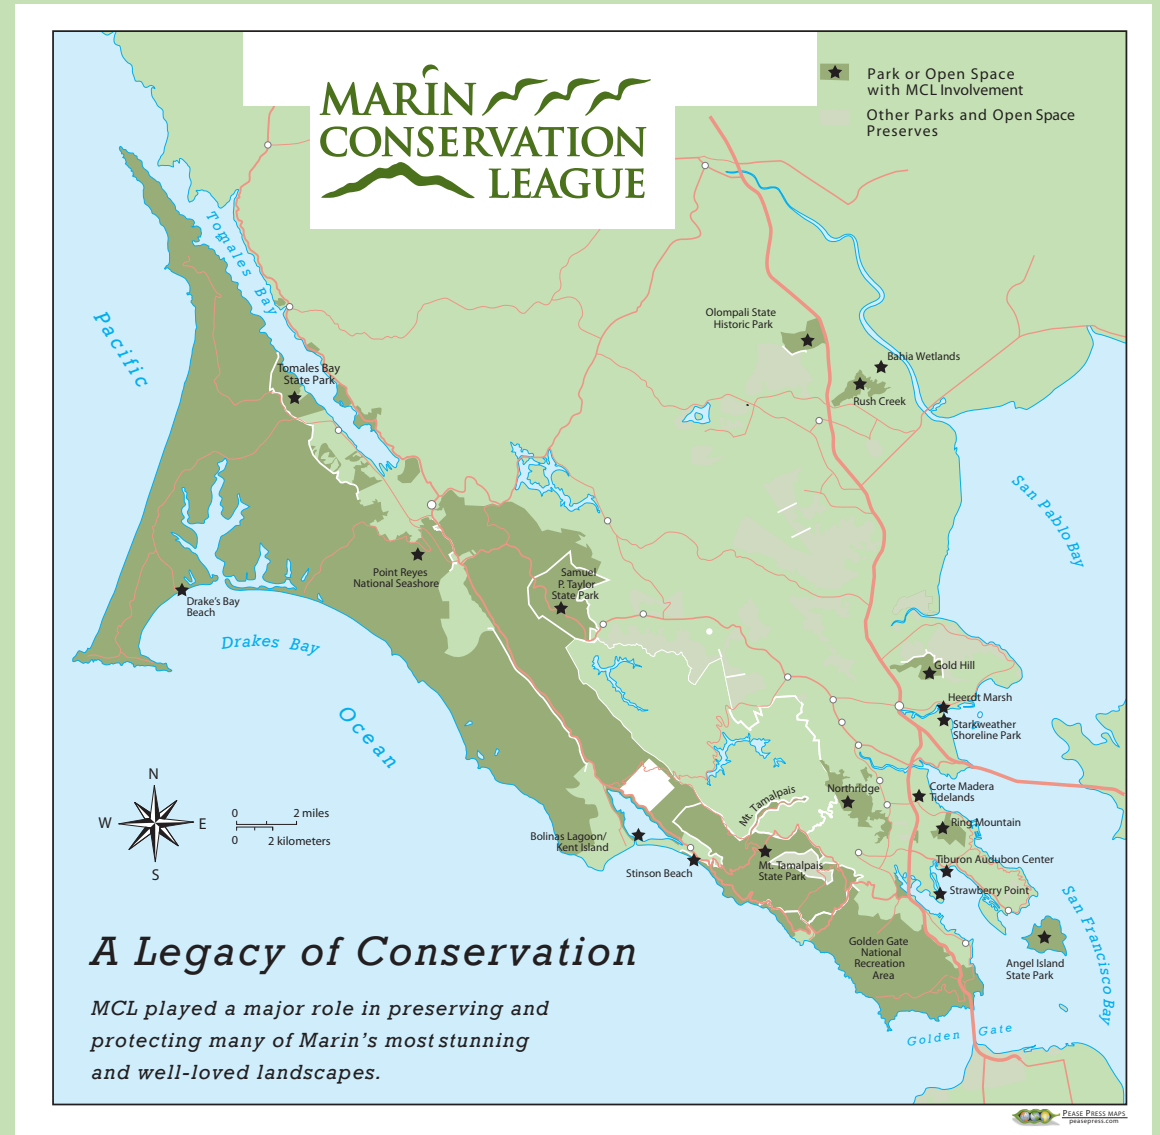 MARIN
CONSERVATION
LEAGUE
Park or Open Space
with MCL Involvement
Other Parks and Open Space
Preserves
Tomales Bay
Pacific
Olompali State
Historic Park
Bahia Wetlands
Rush Creek
Tomales Bay
State Park
San Pablo Bay
Point Reyes
National Seashore
Samuel
P. Taylor
State Park
Drake's Bay
Beach
Drakes Bay
Gold Hill
Heerdt Marsh
Starkweather
Shoreline Park
Ocean
N
W
E
S
0
2 miles
0
2 kilometers
Mt. Tamalpais
Northridge
Corte Madera
Tidelands
Ring Mountain
Bolinas Lagoon/
Kent Island
Stinson Beach
Mt. Tamalpais
State Park
Tiburon Audubon Center
Strawberry Point
San Francisco Bay
Golden Gate
National
Recreation
Area
Angel Island
State Park
Golden Gate
A Legacy of Conservation
MCL played a major role in preserving and
protecting many of Marin's most stunning
and well-loved landscapes.
Pease Press maps
peasepress.com